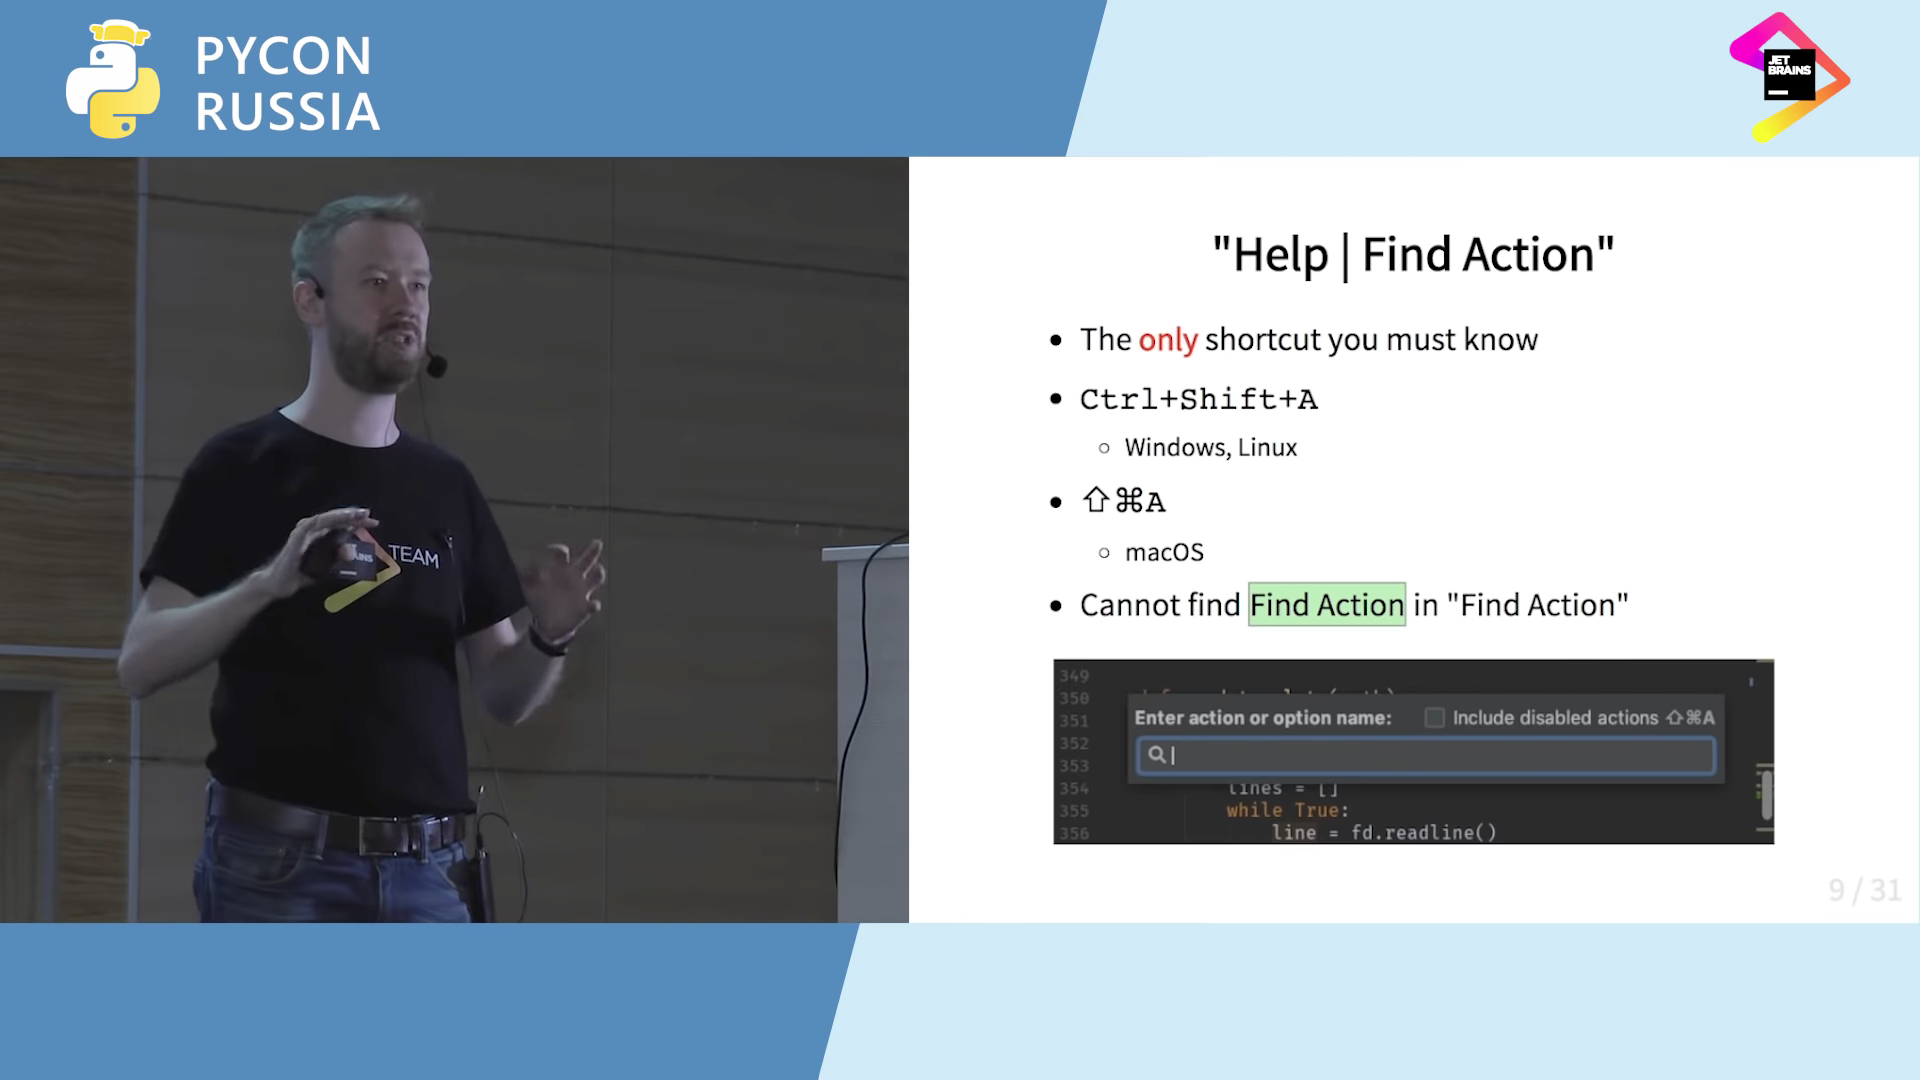 PYCON
RUSSIA
JET
BRAINS
TEAM
"Help | Find Action"
The only shortcut you must know
Ctrl+Shift+A
Windows, Linux
⇧⌘A
macOS
Cannot find Find Action in "Find Action"
349
350
351
352
353
354
355
356
Enter action or option name: Include disabled actions ⇧⌘A
lines = []
while True:
line = fd.readline()
9 / 31